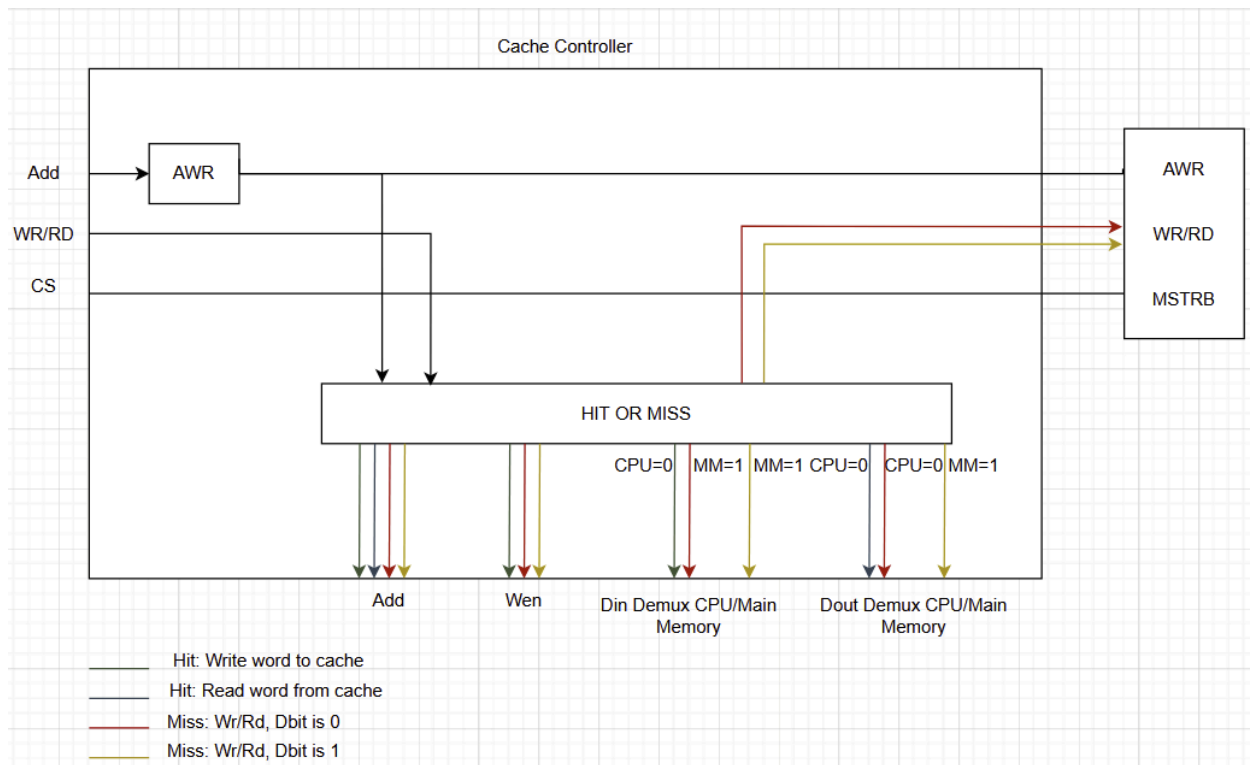 Cache Controller
Add
AWR
AWR
WR/RD
WR/RD
CS
MSTRB
HIT OR MISS
CPU=0 MM=1 MM=1 CPU=0 CPU=0 MM=1
Add
Wen
Din Demux CPU/Main
Memory
Dout Demux CPU/Main
Memory
Hit: Write word to cache
Hit: Read word from cache
Miss: Wr/Rd, Dbit is 0
Miss: Wr/Rd, Dbit is 1